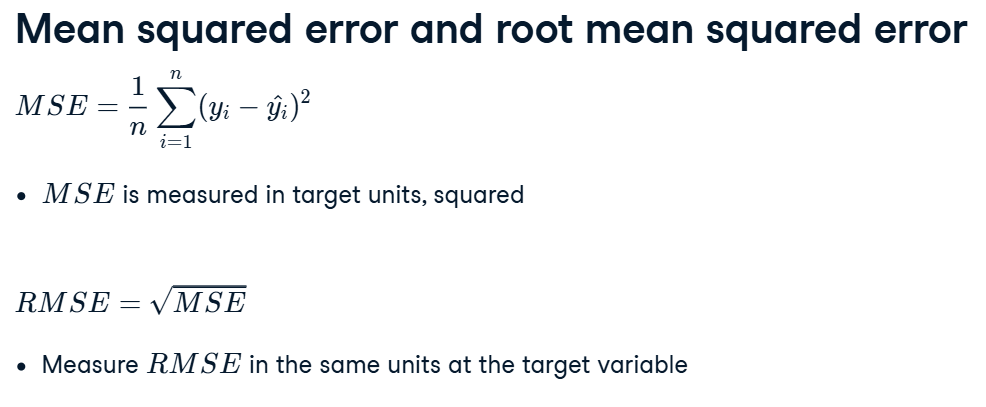 Mean squared error and root mean squared error
$MSE = \frac{1}{n} \sum_{i=1}^{n} (y_i - \hat{y_i})^2$
• $MSE$ is measured in target units, squared
$RMSE = \sqrt{MSE}$
• Measure $RMSE$ in the same units at the target variable